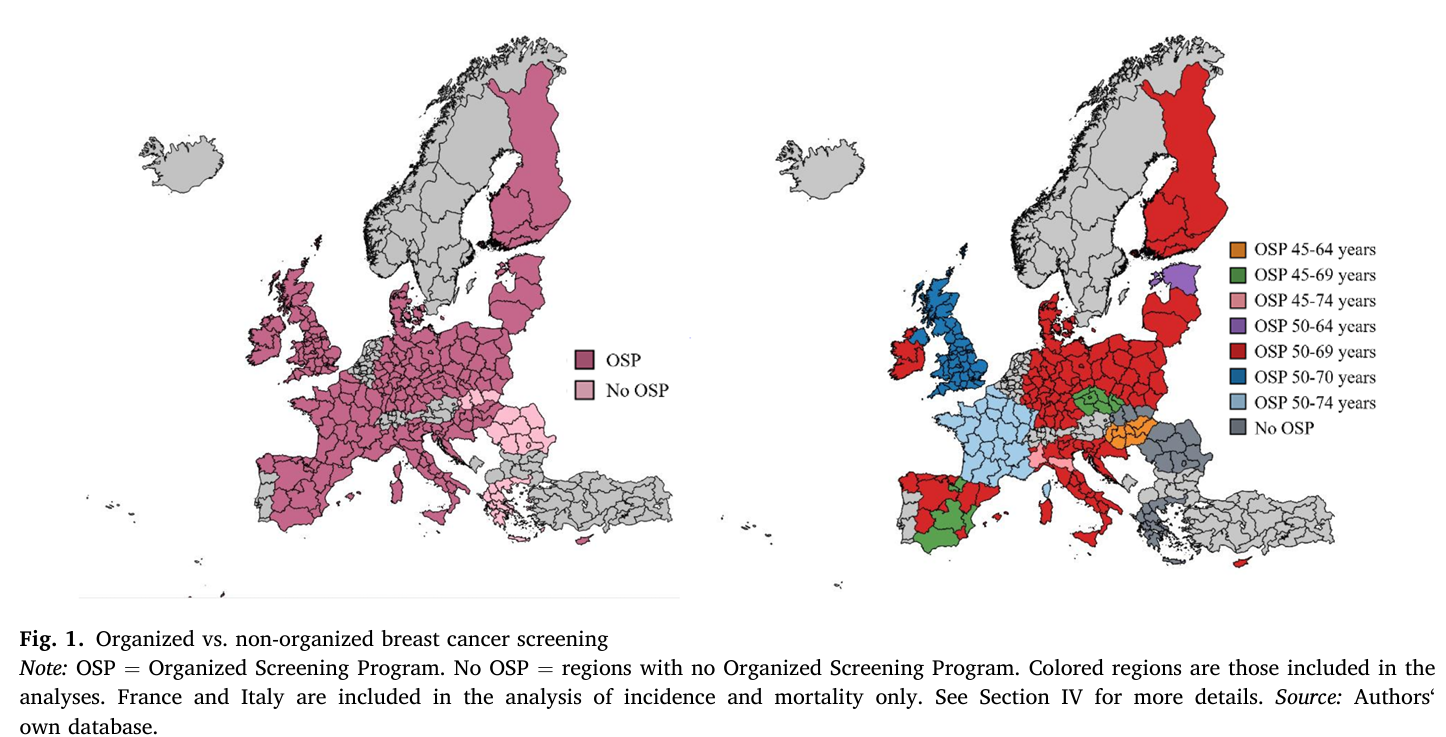 OSP
No OSP
OSP 45-64 years
OSP 45-69 years
OSP 45-74 years
OSP 50-64 years
OSP 50-69 years
OSP 50-70 years
OSP 50-74 years
No OSP
Fig. 1. Organized vs. non-organized breast cancer screening
Note: OSP = Organized Screening Program. No OSP = regions with no Organized Screening Program. Colored regions are those included in the
analyses. France and Italy are included in the analysis of incidence and mortality only. See Section IV for more details. Source: Authors‘
own database.